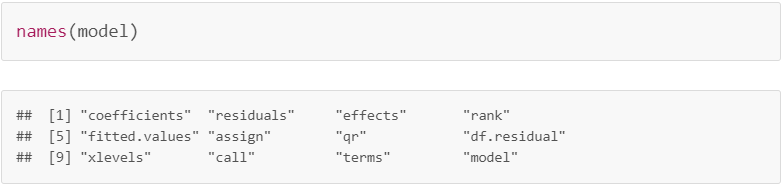 names(model)
##  [1] "coefficients"  "residuals"     "effects"       "rank"
##  [5] "fitted.values" "assign"        "qr"            "df.residual"
##  [9] "xlevels"       "call"          "terms"         "model"